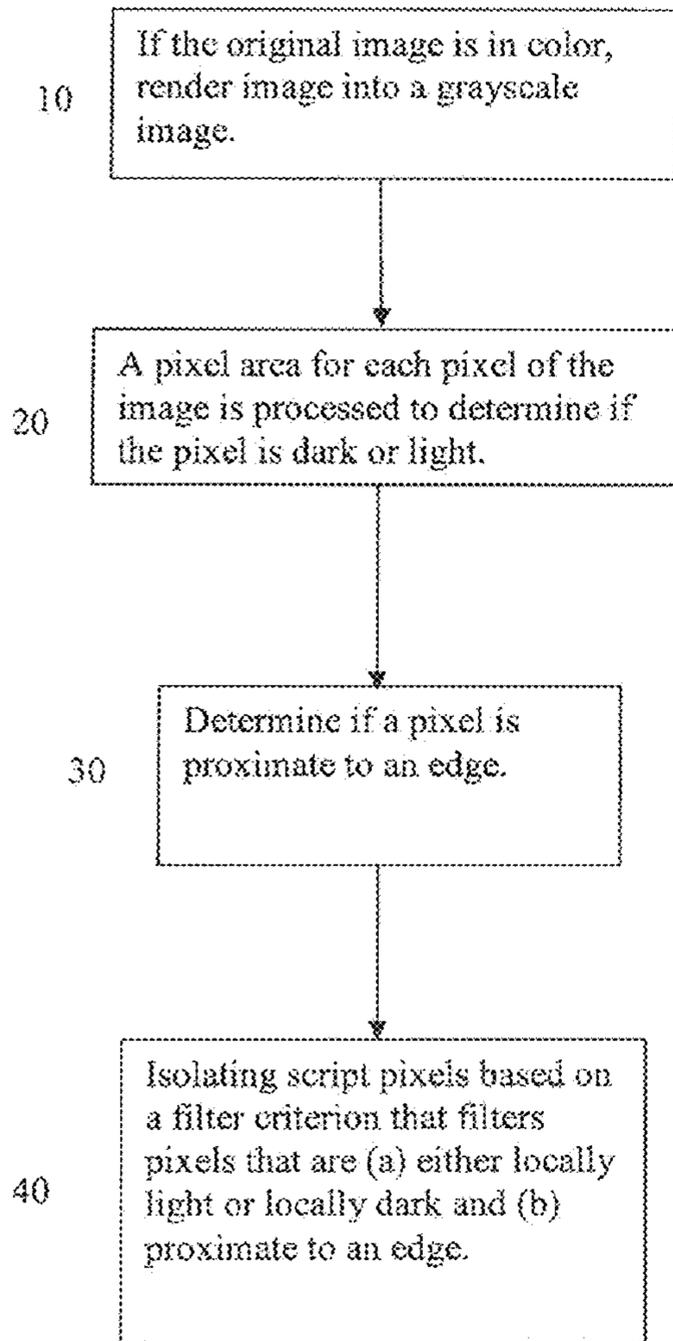 If the original image is in color,
render image into a grayscale
image.
10
A pixel area for each pixel of the
image is processed to determine if
the pixel is dark or light.
20
Determine if a pixel is
proximate to an edge.
30
Isolating script pixels based on
a filter criterion that filters
pixels that are (a) either locally
light or locally dark and (b)
proximate to an edge.
40